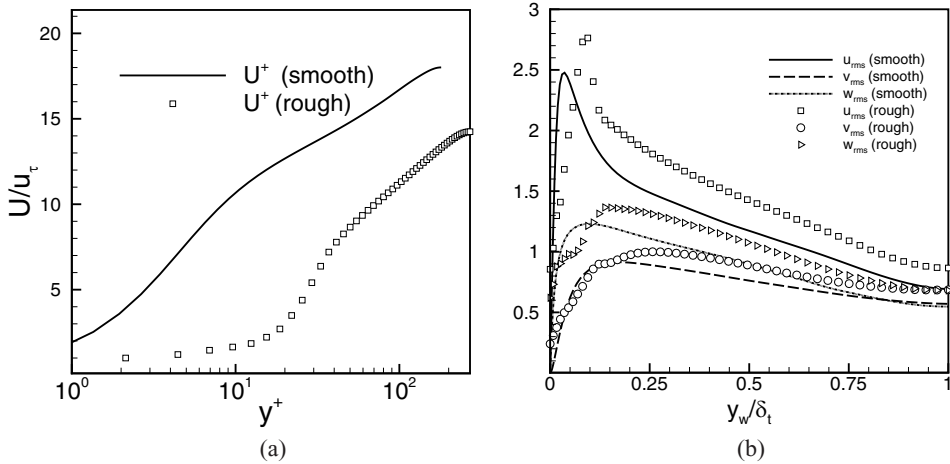 20
15
10
5
U/uτ
U⁺ (smooth)
U⁺ (rough)
10⁰
10¹
10²
y⁺
(a)
3
2.5
2
1.5
1
0.5
u_rms (smooth)
v_rms (smooth)
w_rms (smooth)
u_rms (rough)
v_rms (rough)
w_rms (rough)
0
0.25
0.5
0.75
1
y_w/δ_t
(b)